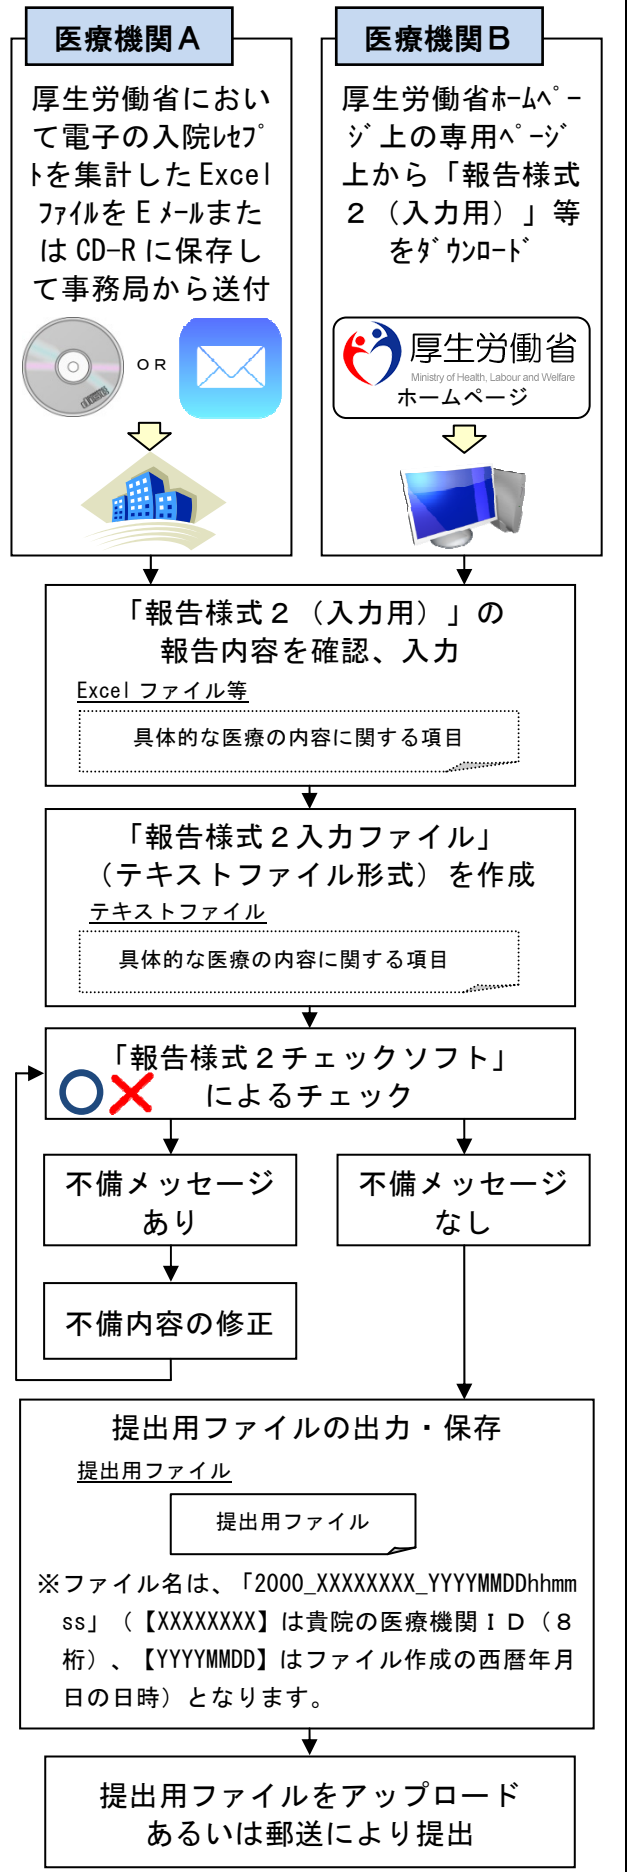 医療機関Ａ
厚生労働省におい
て電子の入院ﾚｾﾌﾟ
ﾄを集計した Excel
ﾌｧｲﾙを E ﾒｰﾙまた
は CD-R に保存し
て事務局から送付
ＯＲ
医療機関Ｂ
厚生労働省ﾎｰﾑﾍﾟｰ
ｼﾞ上の専用ﾍﾟｰｼﾞ
上から「報告様式
２（入力用）」等
をﾀﾞｳﾝﾛｰﾄﾞ
厚生労働省
Ministry of Health, Labour and Welfare
ホームページ
「報告様式２（入力用）」の
報告内容を確認、入力
Excel ファイル等
具体的な医療の内容に関する項目
「報告様式２入力ファイル」
（テキストファイル形式）を作成
テキストファイル
具体的な医療の内容に関する項目
「報告様式２チェックソフト」
によるチェック
不備メッセージ
あり
不備メッセージ
なし
不備内容の修正
提出用ファイルの出力・保存
提出用ファイル
提出用ファイル
※ファイル名は、「2000_XXXXXXXX_YYYYMMDDhhmm
ss」（【XXXXXXXX】は貴院の医療機関ＩＤ（８
桁）、【YYYYMMDD】はファイル作成の西暦年月
日の日時）となります。
提出用ファイルをアップロード
あるいは郵送により提出